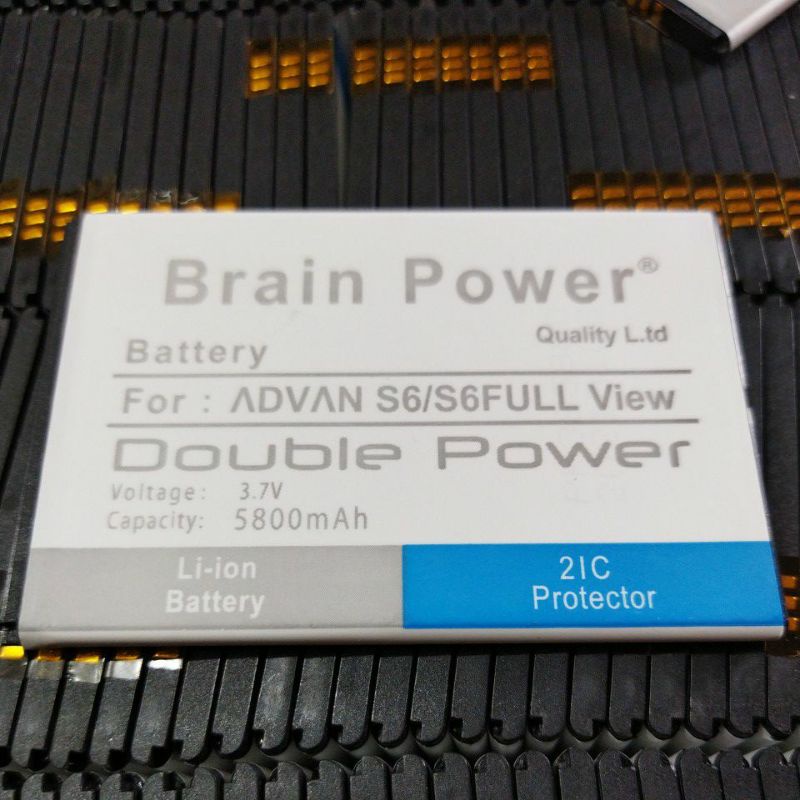 Brain Power®
Quality L.td
Battery
For : ΛDVΛN S6/S6FULL View
Double Power
Voltage: 3.7V
Capacity: 5800mAh
Li-ion
Battery
2IC
Protector